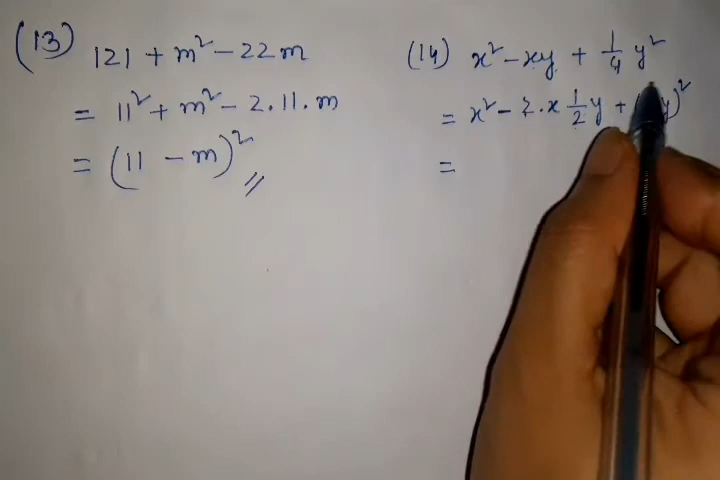 (13) 121 + m² - 22m
= 11² + m² - 2.11.m
= (11 - m)²
(14) x² - xy + 1/4 y²
= x² - 2.x 1/2 y + ( y)²
=